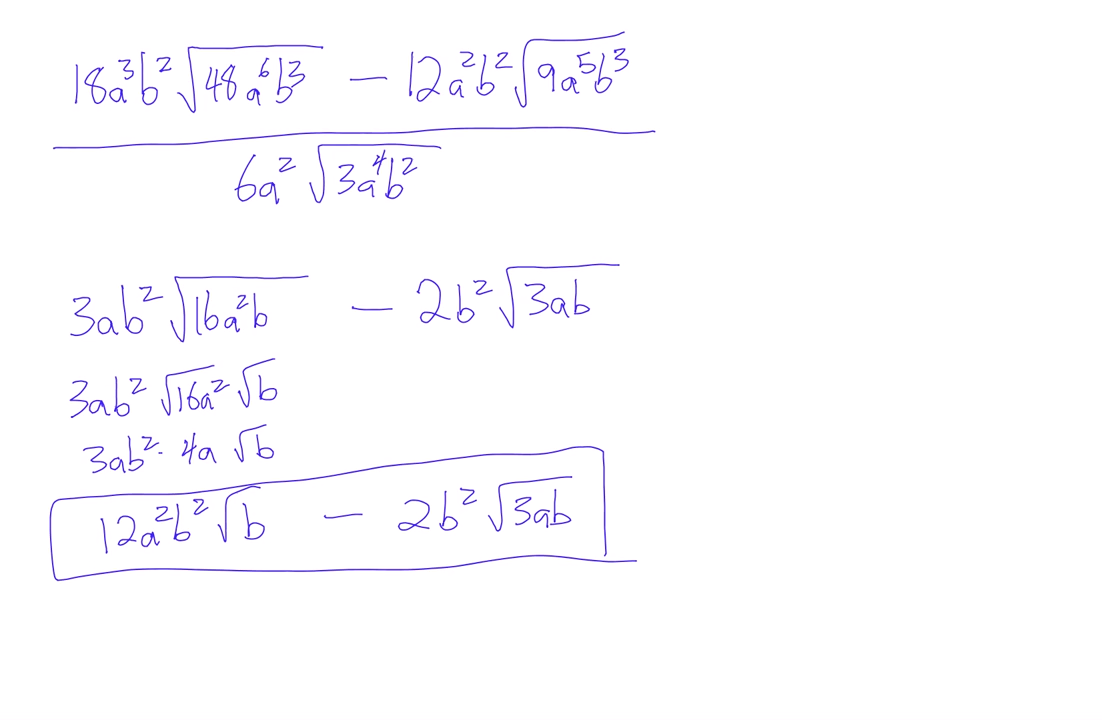 18a³b²√48a⁶b³ − 12a²b²√9a⁵b³
6a²√3a⁴b²
3ab²√16a²b − 2b²√3ab
3ab² √16a² √b
3ab² · 4a √b
12a²b²√b − 2b²√3ab